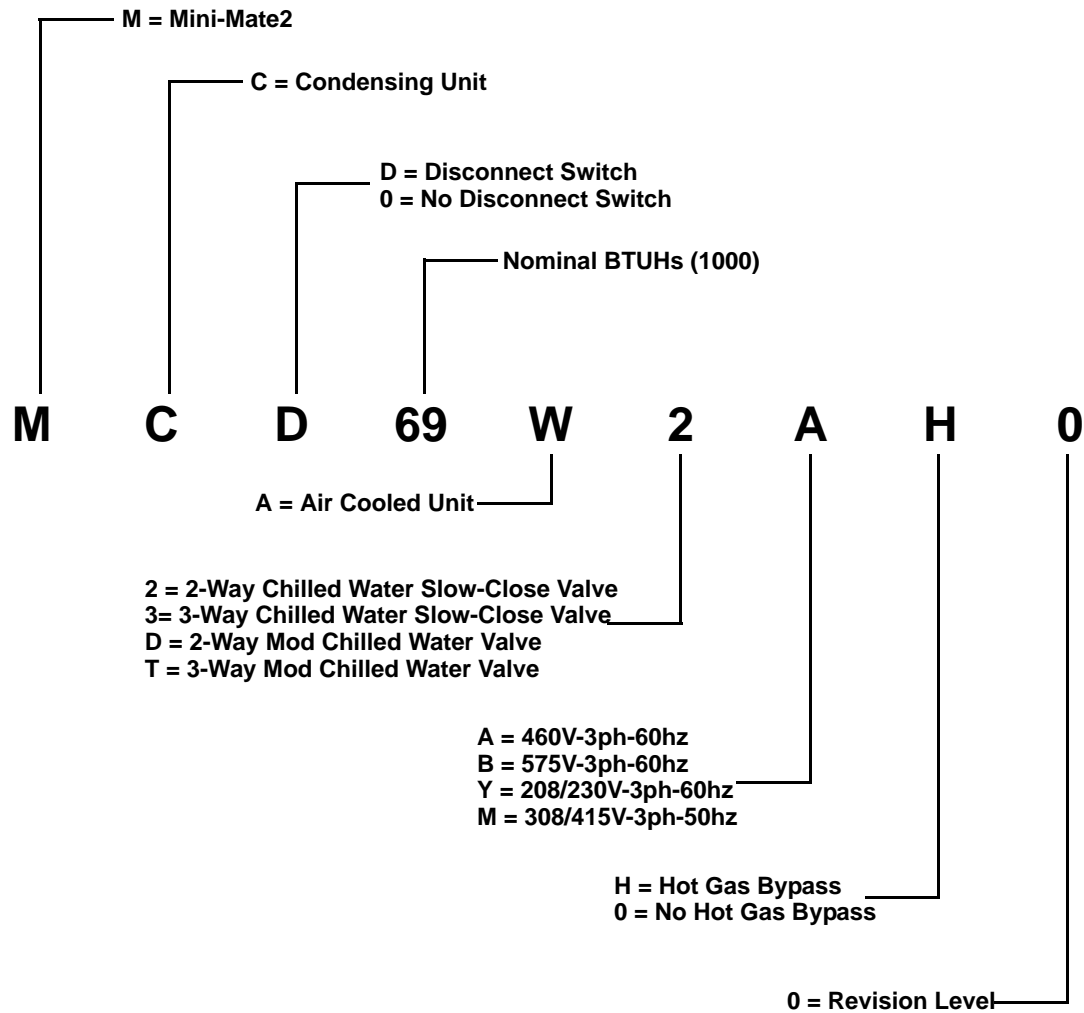 M = Mini-Mate2
C = Condensing Unit
D = Disconnect Switch
0 = No Disconnect Switch
Nominal BTUHs (1000)
M C D 69 W 2 A H 0
A = Air Cooled Unit
2 = 2-Way Chilled Water Slow-Close Valve
3= 3-Way Chilled Water Slow-Close Valve
D = 2-Way Mod Chilled Water Valve
T = 3-Way Mod Chilled Water Valve
A = 460V-3ph-60hz
B = 575V-3ph-60hz
Y = 208/230V-3ph-60hz
M = 308/415V-3ph-50hz
H = Hot Gas Bypass
0 = No Hot Gas Bypass
0 = Revision Level